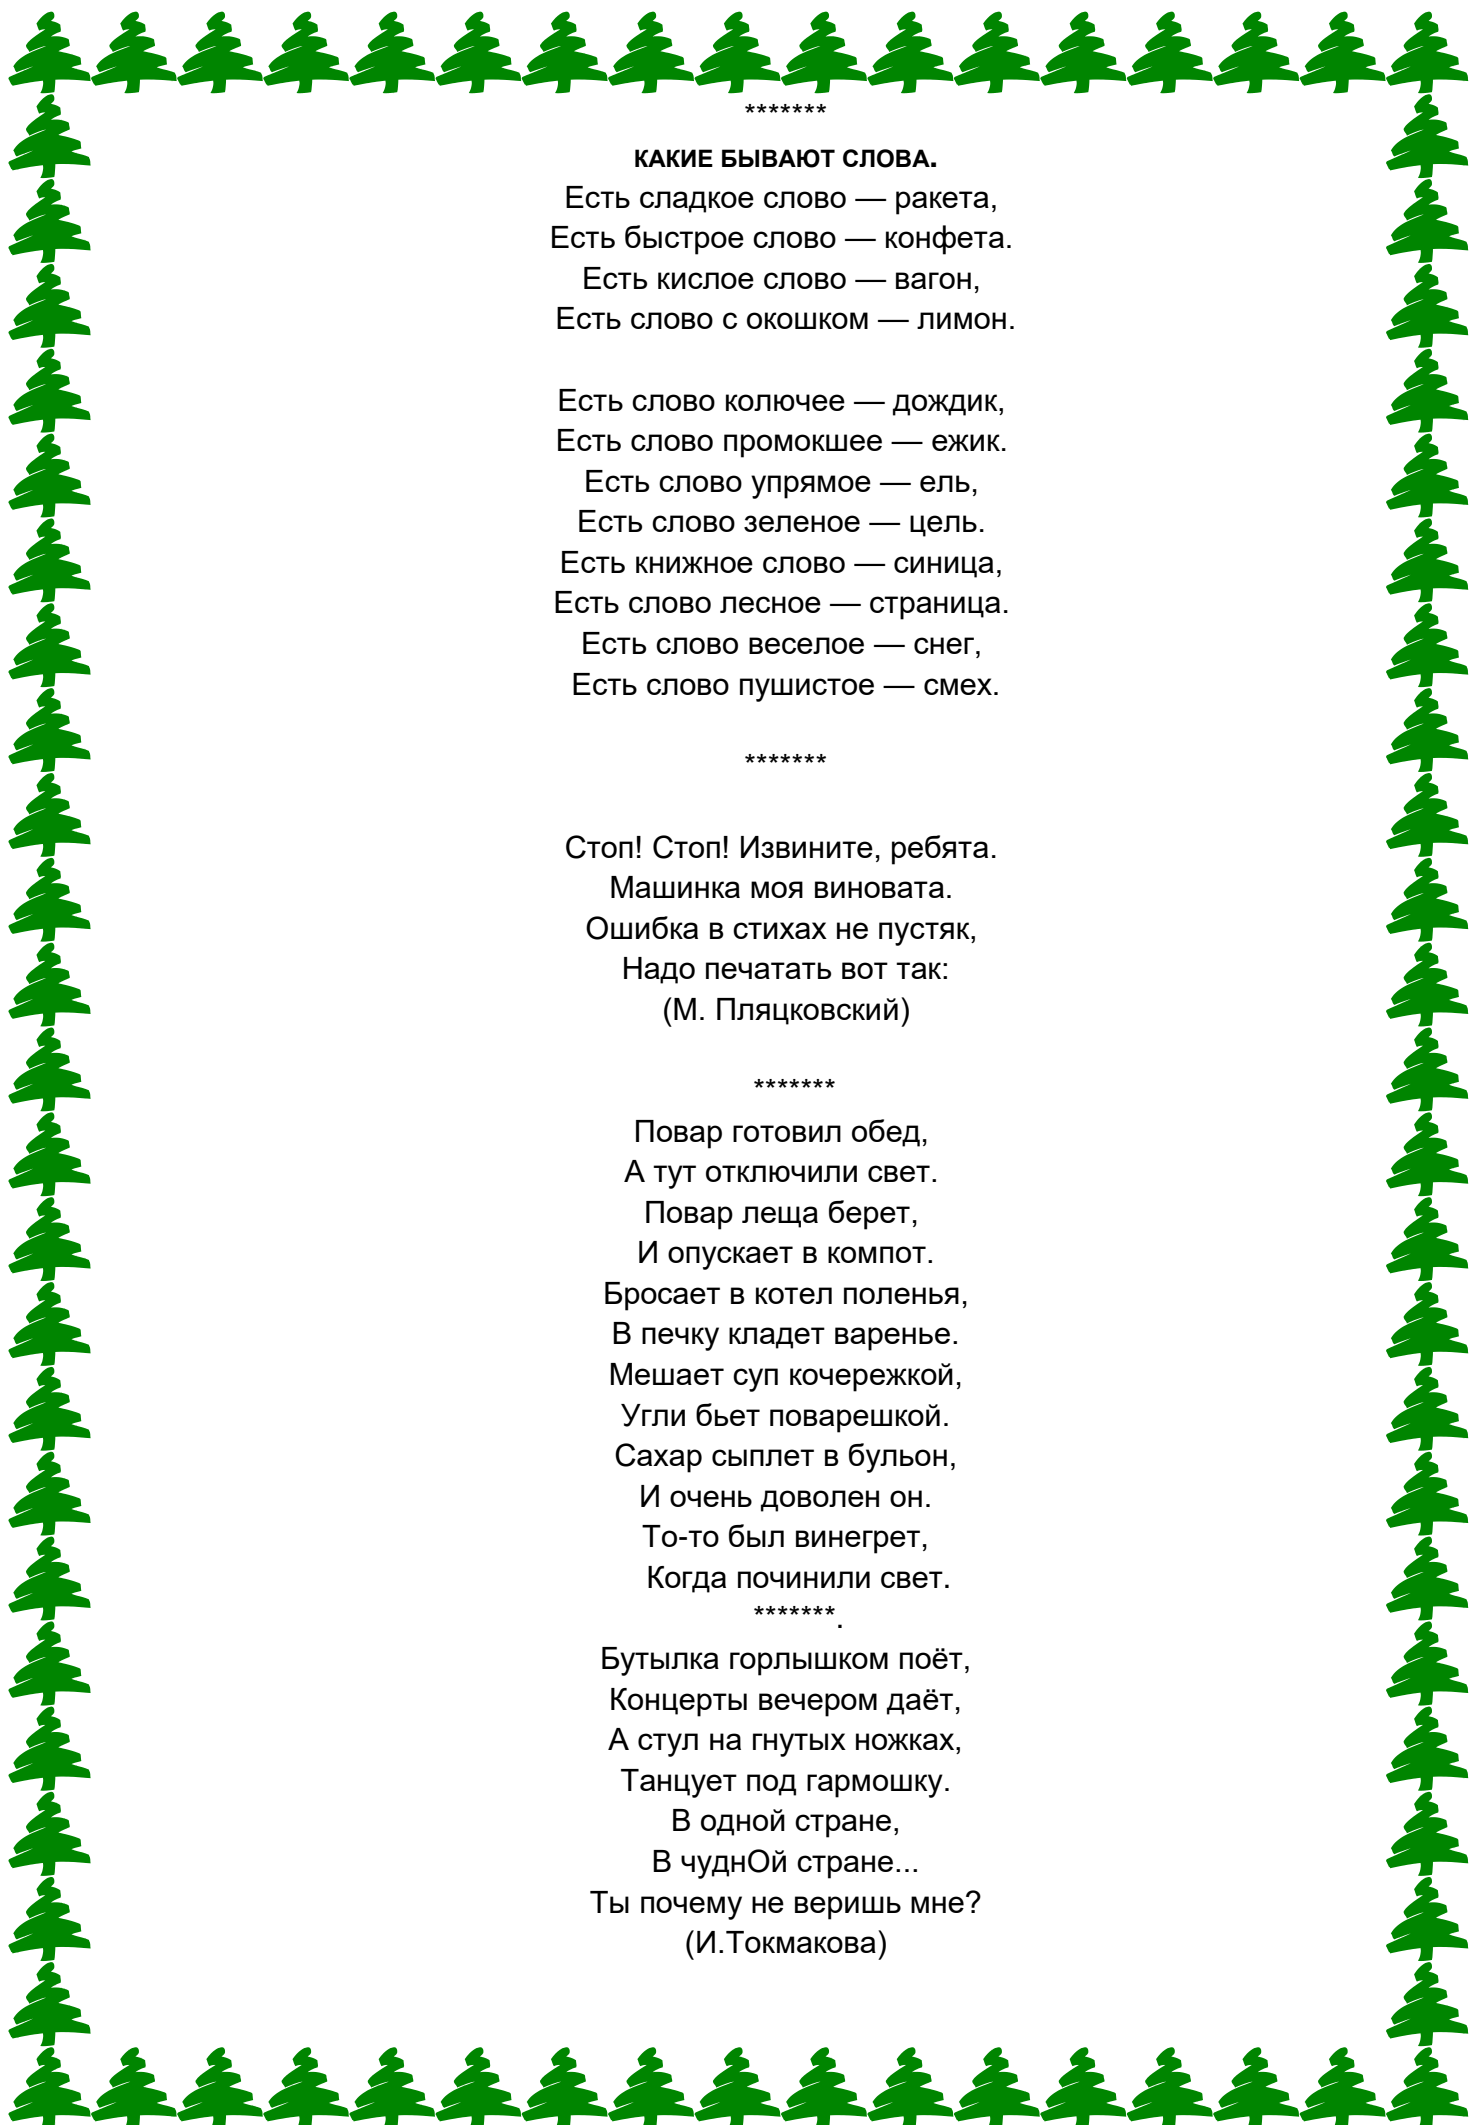 *******
КАКИЕ БЫВАЮТ СЛОВА.
Есть сладкое слово — ракета,
Есть быстрое слово — конфета.
Есть кислое слово — вагон,
Есть слово с окошком — лимон.
Есть слово колючее — дождик,
Есть слово промокшее — ежик.
Есть слово упрямое — ель,
Есть слово зеленое — цель.
Есть книжное слово — синица,
Есть слово лесное — страница.
Есть слово веселое — снег,
Есть слово пушистое — смех.
*******
Стоп! Стоп! Извините, ребята.
Машинка моя виновата.
Ошибка в стихах не пустяк,
Надо печатать вот так:
(М. Пляцковский)
*******
Повар готовил обед,
А тут отключили свет.
Повар леща берет,
И опускает в компот.
Бросает в котел поленья,
В печку кладет варенье.
Мешает суп кочережкой,
Угли бьет поварешкой.
Сахар сыплет в бульон,
И очень доволен он.
То-то был винегрет,
Когда починили свет.
*******.
Бутылка горлышком поёт,
Концерты вечером даёт,
А стул на гнутых ножках,
Танцует под гармошку.
В одной стране,
В чуднОй стране...
Ты почему не веришь мне?
(И.Токмакова)